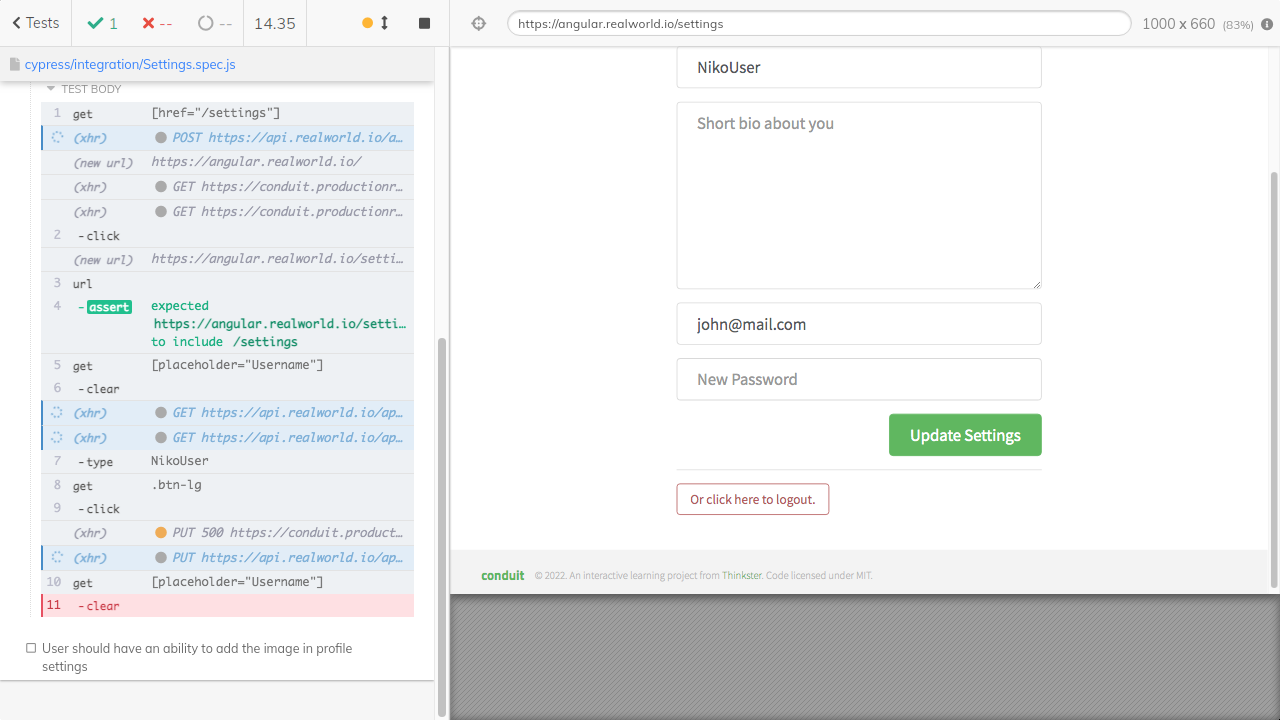 Tests
1
--
--
14.35
https://angular.realworld.io/settings
1000 x 660 (83%)
cypress/integration/Settings.spec.js
TEST BODY
1 get [href="/settings"]
(xhr) POST https://api.realworld.io/a…
(new url) https://angular.realworld.io/
(xhr) GET https://conduit.productionr…
(xhr) GET https://conduit.productionr…
2 -click
(new url) https://angular.realworld.io/setti…
3 url
4 -assert expected
https://angular.realworld.io/setti…
to include /settings
5 get [placeholder="Username"]
6 -clear
(xhr) GET https://api.realworld.io/ap…
(xhr) GET https://api.realworld.io/ap…
7 -type NikoUser
8 get .btn-lg
9 -click
(xhr) PUT 500 https://conduit.product…
(xhr) PUT https://api.realworld.io/ap…
10 get [placeholder="Username"]
11 -clear
User should have an ability to add the image in profile
settings
NikoUser
Short bio about you
john@mail.com
New Password
Update Settings
Or click here to logout.
conduit © 2022. An interactive learning project from Thinkster. Code licensed under MIT.